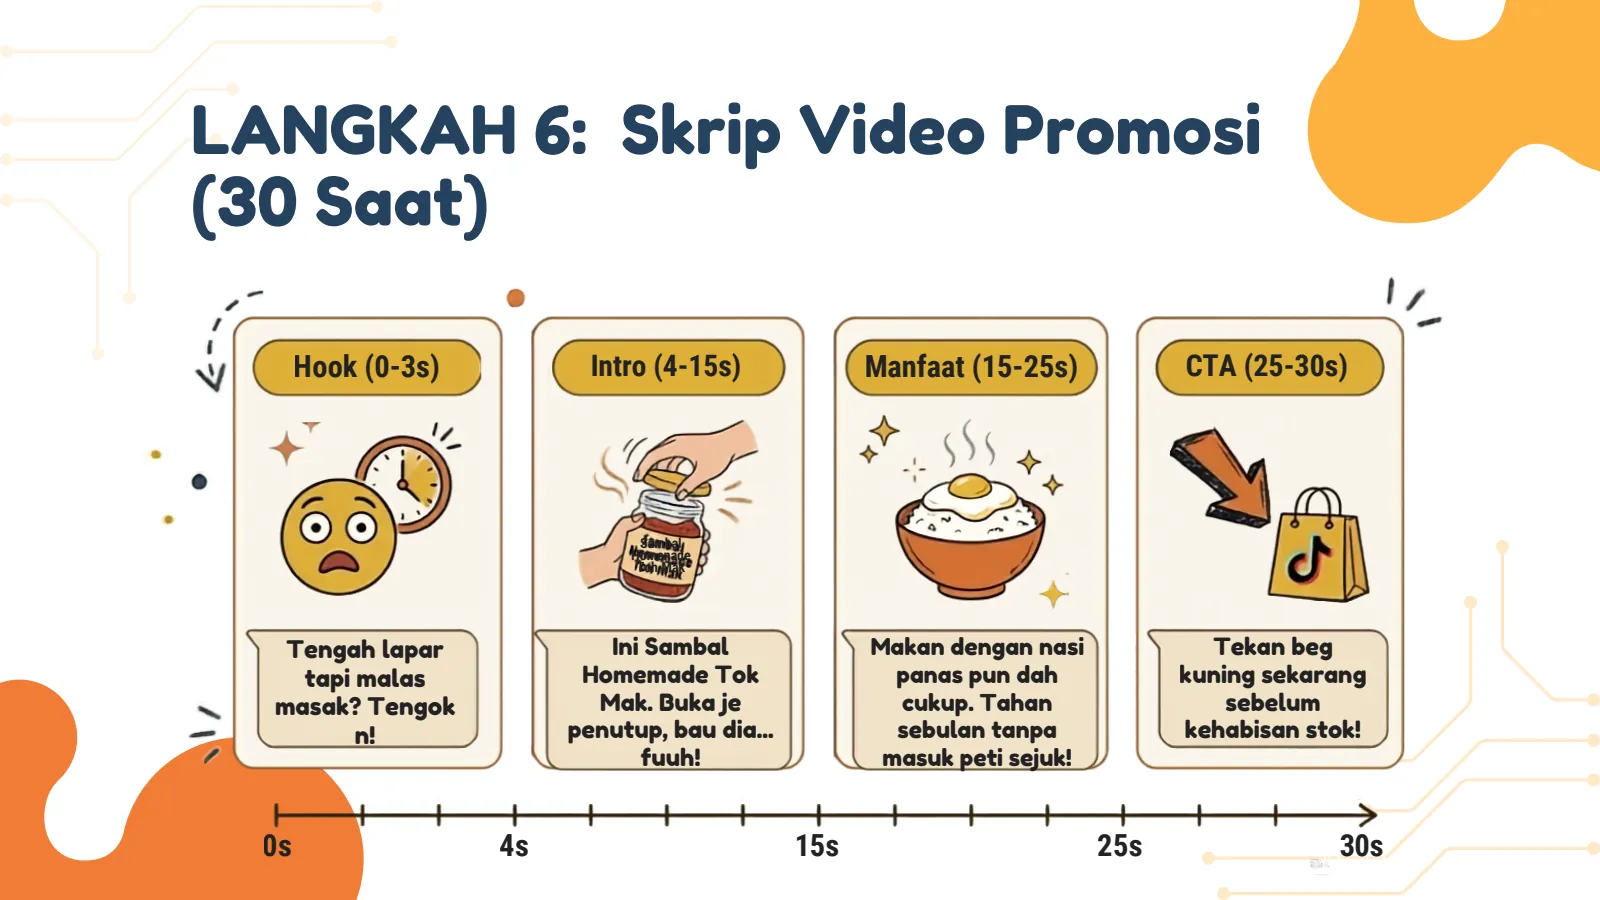 LANGKAH 6: Skrip Video Promosi
(30 Saat)
Hook (0-3s)
Tengah lapar
tapi malas
masak? Tengok
n!
Intro (4-15s)
Ini Sambal
Homemade Tok
Mak. Buka je
penutup, bau dia...
fuuh!
Manfaat (15-25s)
Makan dengan nasi
panas pun dah
cukup. Tahan
sebulan tanpa
masuk peti sejuk!
CTA (25-30s)
Tekan beg
kuning sekarang
sebelum
kehabisan stok!
0s
4s
15s
25s
30s